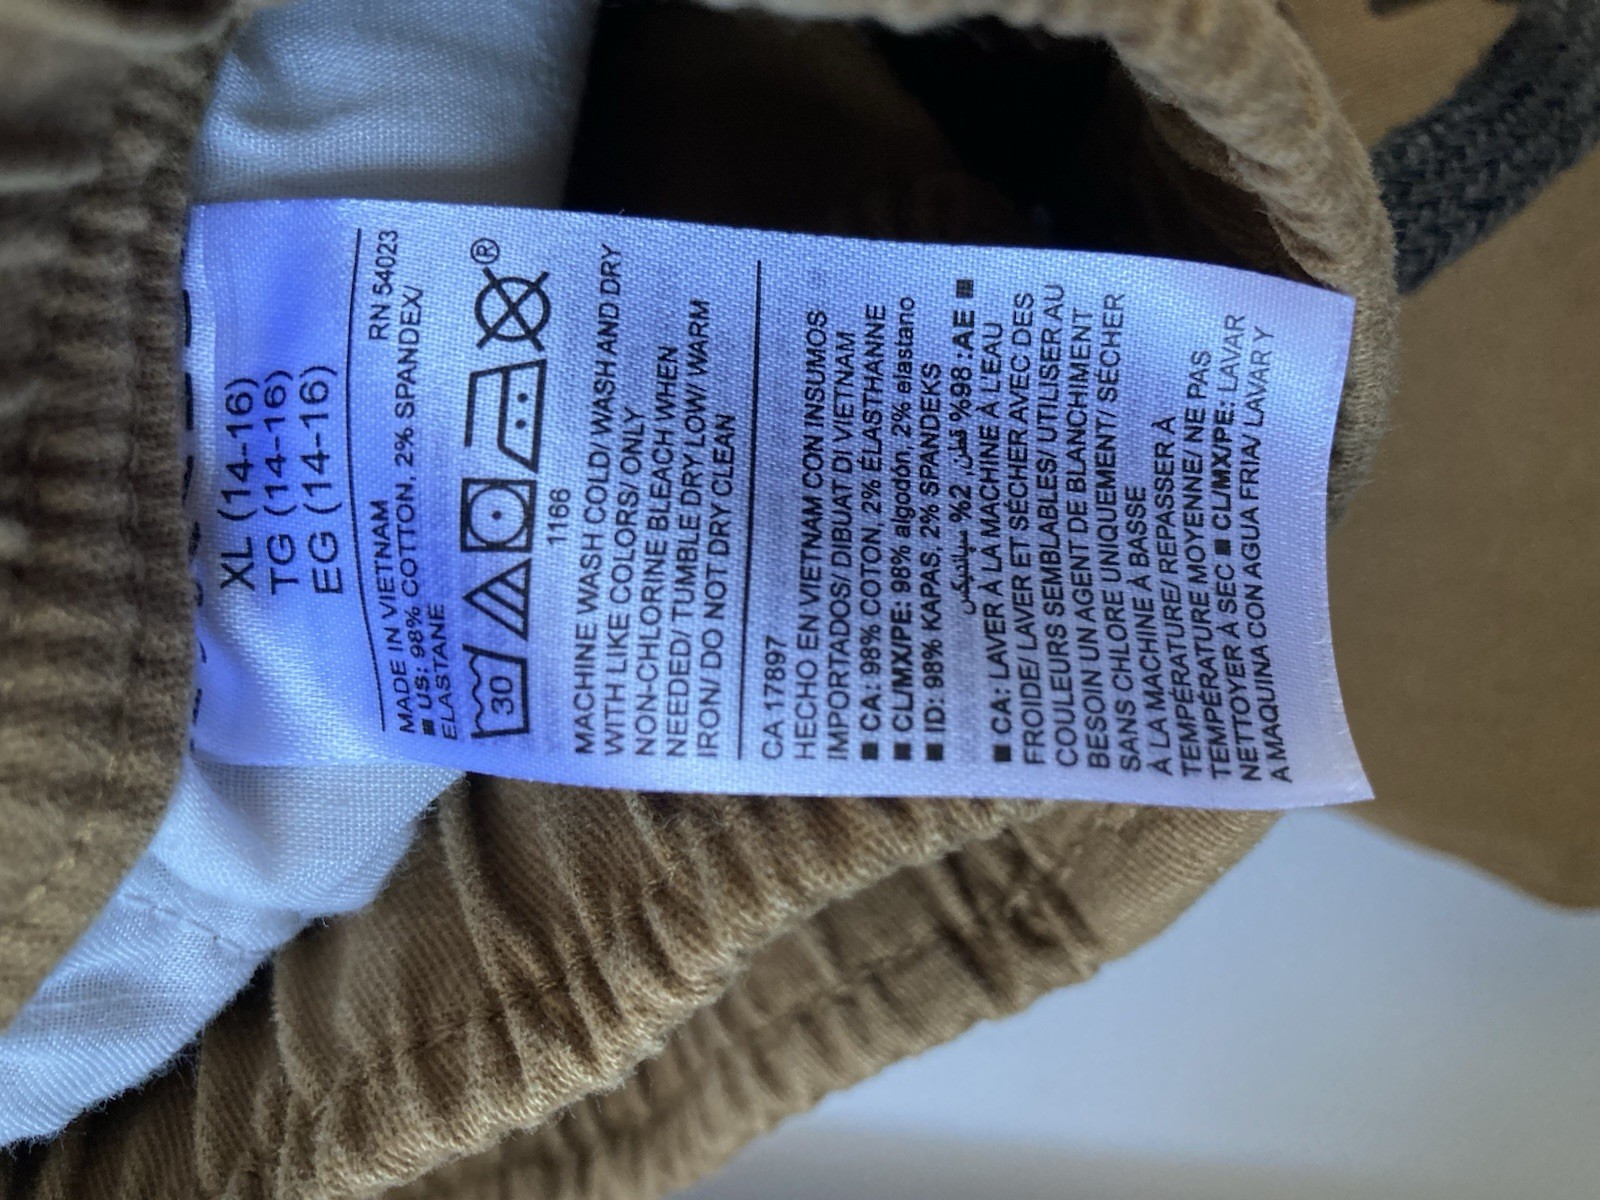 XL (14-16)
TG (14-16)
EG (14-16)
RN 54023
MADE IN VIETNAM
■ US: 98% COTTON, 2% SPANDEX/
ELASTANE
30
®
1166
MACHINE WASH COLD/ WASH AND DRY
WITH LIKE COLORS/ ONLY
NON-CHLORINE BLEACH WHEN
NEEDED/ TUMBLE DRY LOW/ WARM
IRON/ DO NOT DRY CLEAN
CA 17897
HECHO EN VIETNAM CON INSUMOS
IMPORTADOS/ DIBUAT DI VIETNAM
■ CA: 98% COTON, 2% ÉLASTHANNE
■ CL/MX/PE: 98% algodón, 2% elastano
■ ID: 98% KAPAS, 2% SPANDEKS
■ AE: 98% قطن, 2% سباندیکس
■ CA: LAVER À LA MACHINE À L'EAU
FROIDE/ LAVER ET SÉCHER AVEC DES
COULEURS SEMBLABLES/ UTILISER AU
BESOIN UN AGENT DE BLANCHIMENT
SANS CHLORE UNIQUEMENT/ SÉCHER
À LA MACHINE À BASSE
TEMPÉRATURE/ REPASSER À
TEMPÉRATURE MOYENNE/ NE PAS
NETTOYER À SEC ■ CL/MX/PE: LAVAR
A MAQUINA CON AGUA FRIA/ LAVAR Y